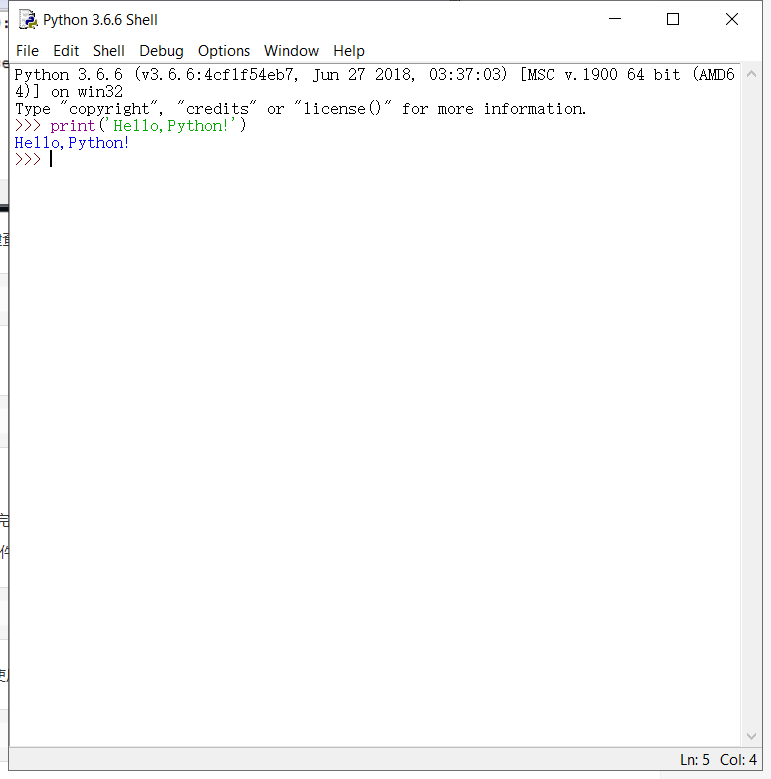 Python 3.6.6 Shell
File Edit Shell Debug Options Window Help
Python 3.6.6 (v3.6.6:4cf1f54eb7, Jun 27 2018, 03:37:03) [MSC v.1900 64 bit (AMD6
4)] on win32
Type "copyright", "credits" or "license()" for more information.
>>> print('Hello,Python!')
Hello,Python!
>>>
Ln: 5 Col: 4